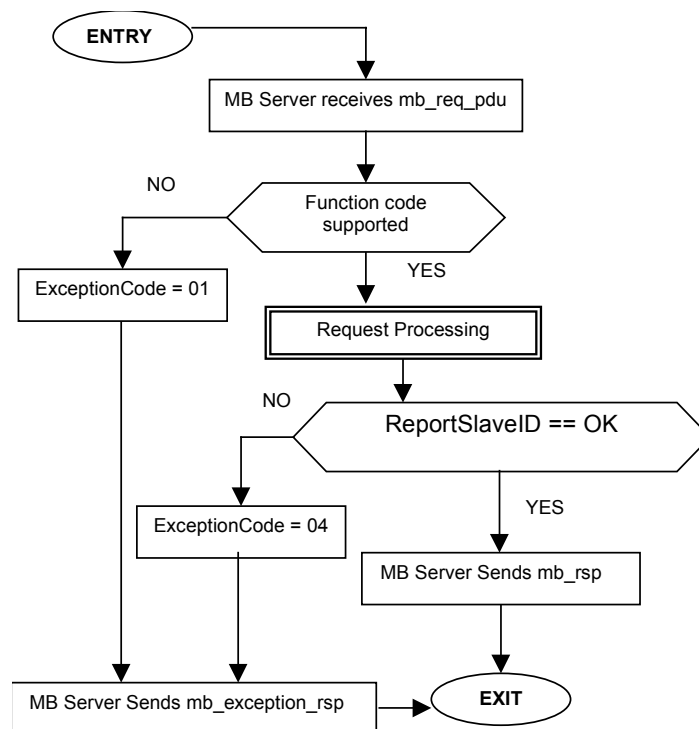 ENTRY
MB Server receives mb_req_pdu
NO
Function code
supported
YES
ExceptionCode = 01
Request Processing
NO
ReportSlaveID == OK
YES
ExceptionCode = 04
MB Server Sends mb_rsp
MB Server Sends mb_exception_rsp
EXIT